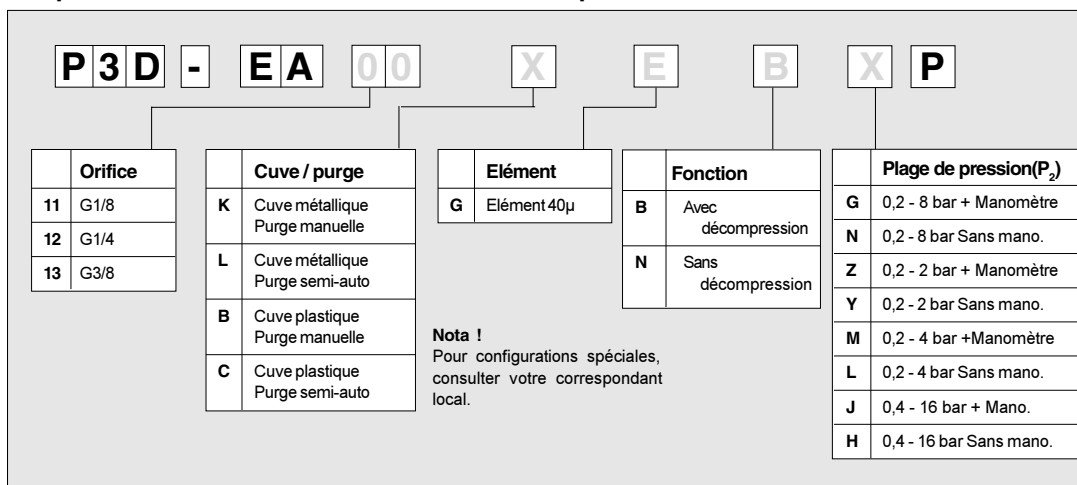 P3D - EA 00 X E B X P
Orifice
11 G1/8
12 G1/4
13 G3/8
Cuve / purge
K Cuve métallique
Purge manuelle
L Cuve métallique
Purge semi-auto
B Cuve plastique
Purge manuelle
C Cuve plastique
Purge semi-auto
Elément
G Elément 40µ
Nota !
Pour configurations spéciales,
consulter votre correspondant
local.
Fonction
B Avec
décompression
N Sans
décompression
Plage de pression(P2)
G 0,2 - 8 bar + Manomètre
N 0,2 - 8 bar Sans mano.
Z 0,2 - 2 bar + Manomètre
Y 0,2 - 2 bar Sans mano.
M 0,2 - 4 bar +Manomètre
L 0,2 - 4 bar Sans mano.
J 0,4 - 16 bar + Mano.
H 0,4 - 16 bar Sans mano.